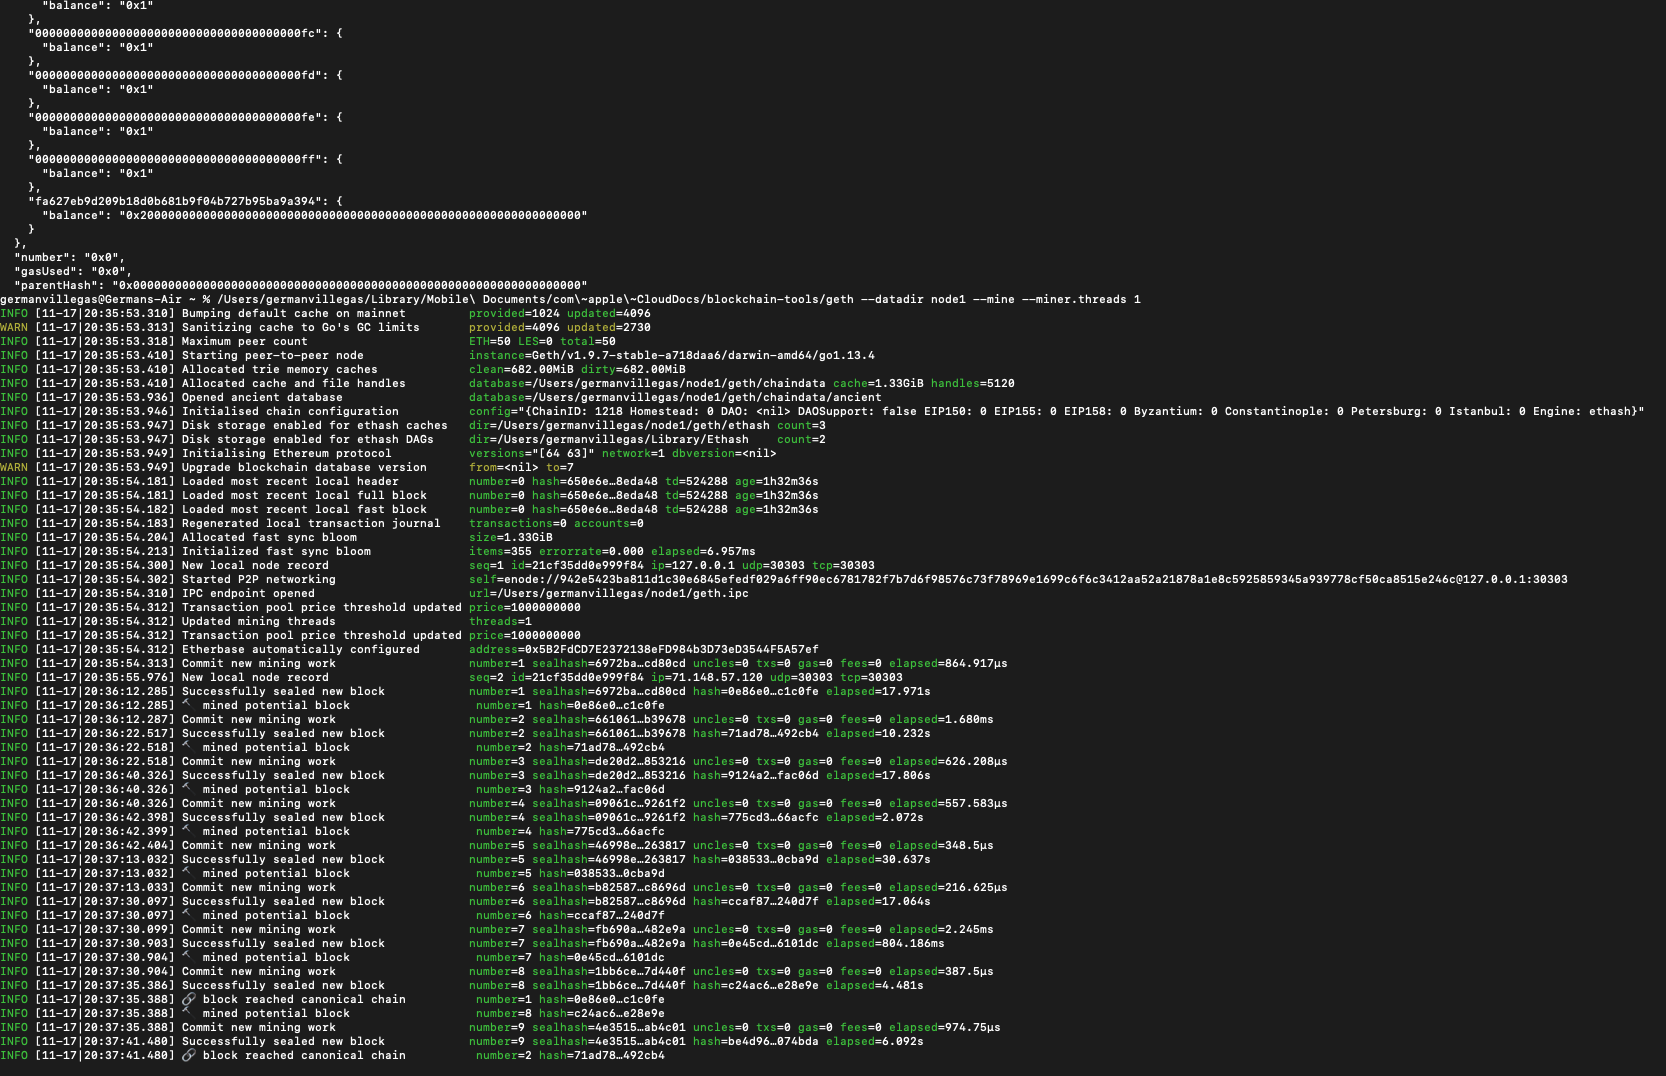 "balance": "0x1"
},
"00000000000000000000000000000000000000fc": {
"balance": "0x1"
},
"00000000000000000000000000000000000000fd": {
"balance": "0x1"
},
"00000000000000000000000000000000000000fe": {
"balance": "0x1"
},
"00000000000000000000000000000000000000ff": {
"balance": "0x1"
},
"fa627eb9d209b18d0b681b9f04b727b95ba9a394": {
"balance": "0x200000000000000000000000000000000000000000000000000000000000000"
}
},
"number": "0x0",
"gasUsed": "0x0",
"parentHash": "0x0000000000000000000000000000000000000000000000000000000000000000"
germanvillegas@Germans-Air ~ % /Users/germanvillegas/Library/Mobile\ Documents/com\~apple\~CloudDocs/blockchain-tools/geth --datadir node1 --mine --miner.threads 1
INFO [11-17|20:35:53.310] Bumping default cache on mainnet provided=1024 updated=4096
WARN [11-17|20:35:53.313] Sanitizing cache to Go's GC limits provided=4096 updated=2730
INFO [11-17|20:35:53.318] Maximum peer count ETH=50 LES=0 total=50
INFO [11-17|20:35:53.410] Starting peer-to-peer node instance=Geth/v1.9.7-stable-a718daa6/darwin-amd64/go1.13.4
INFO [11-17|20:35:53.410] Allocated trie memory caches clean=682.00MiB dirty=682.00MiB
INFO [11-17|20:35:53.410] Allocated cache and file handles database=/Users/germanvillegas/node1/geth/chaindata cache=1.33GiB handles=5120
INFO [11-17|20:35:53.936] Opened ancient database database=/Users/germanvillegas/node1/geth/chaindata/ancient
INFO [11-17|20:35:53.946] Initialised chain configuration config="{ChainID: 1218 Homestead: 0 DAO: <nil> DAOSupport: false EIP150: 0 EIP155: 0 EIP158: 0 Byzantium: 0 Constantinople: 0 Petersburg: 0 Istanbul: 0 Engine: ethash}"
INFO [11-17|20:35:53.947] Disk storage enabled for ethash caches dir=/Users/germanvillegas/node1/geth/ethash count=3
INFO [11-17|20:35:53.947] Disk storage enabled for ethash DAGs dir=/Users/germanvillegas/Library/Ethash count=2
INFO [11-17|20:35:53.949] Initialising Ethereum protocol versions="[64 63]" network=1 dbversion=<nil>
WARN [11-17|20:35:53.949] Upgrade blockchain database version from=<nil> to=7
INFO [11-17|20:35:54.181] Loaded most recent local header number=0 hash=650e6e…8eda48 td=524288 age=1h32m36s
INFO [11-17|20:35:54.181] Loaded most recent local full block number=0 hash=650e6e…8eda48 td=524288 age=1h32m36s
INFO [11-17|20:35:54.182] Loaded most recent local fast block number=0 hash=650e6e…8eda48 td=524288 age=1h32m36s
INFO [11-17|20:35:54.183] Regenerated local transaction journal transactions=0 accounts=0
INFO [11-17|20:35:54.204] Allocated fast sync bloom size=1.33GiB
INFO [11-17|20:35:54.213] Initialized fast sync bloom items=355 errorrate=0.000 elapsed=6.957ms
INFO [11-17|20:35:54.300] New local node record seq=1 id=21cf35dd0e999f84 ip=127.0.0.1 udp=30303 tcp=30303
INFO [11-17|20:35:54.302] Started P2P networking self=enode://942e5423ba811d1c30e6845efedf029a6ff90ec6781782f7b7d6f98576c73f78969e1699c6f6c3412aa52a21878a1e8c5925859345a939778cf50ca8515e246c@127.0.0.1:30303
INFO [11-17|20:35:54.310] IPC endpoint opened url=/Users/germanvillegas/node1/geth.ipc
INFO [11-17|20:35:54.312] Transaction pool price threshold updated price=1000000000
INFO [11-17|20:35:54.312] Updated mining threads threads=1
INFO [11-17|20:35:54.312] Transaction pool price threshold updated price=1000000000
INFO [11-17|20:35:54.312] Etherbase automatically configured address=0x5B2FdCD7E2372138eFD984b3D73eD3544F5A57ef
INFO [11-17|20:35:54.313] Commit new mining work number=1 sealhash=6972ba…cd80cd uncles=0 txs=0 gas=0 fees=0 elapsed=864.917µs
INFO [11-17|20:35:55.976] New local node record seq=2 id=21cf35dd0e999f84 ip=71.148.57.120 udp=30303 tcp=30303
INFO [11-17|20:36:12.285] Successfully sealed new block number=1 sealhash=6972ba…cd80cd hash=0e86e0…c1c0fe elapsed=17.971s
INFO [11-17|20:36:12.285] 🔨 mined potential block number=1 hash=0e86e0…c1c0fe
INFO [11-17|20:36:12.287] Commit new mining work number=2 sealhash=661061…b39678 uncles=0 txs=0 gas=0 fees=0 elapsed=1.680ms
INFO [11-17|20:36:22.517] Successfully sealed new block number=2 sealhash=661061…b39678 hash=71ad78…492cb4 elapsed=10.232s
INFO [11-17|20:36:22.518] 🔨 mined potential block number=2 hash=71ad78…492cb4
INFO [11-17|20:36:22.518] Commit new mining work number=3 sealhash=de20d2…853216 uncles=0 txs=0 gas=0 fees=0 elapsed=626.208µs
INFO [11-17|20:36:40.326] Successfully sealed new block number=3 sealhash=de20d2…853216 hash=9124a2…fac06d elapsed=17.806s
INFO [11-17|20:36:40.326] 🔨 mined potential block number=3 hash=9124a2…fac06d
INFO [11-17|20:36:40.326] Commit new mining work number=4 sealhash=09061c…9261f2 uncles=0 txs=0 gas=0 fees=0 elapsed=557.583µs
INFO [11-17|20:36:42.398] Successfully sealed new block number=4 sealhash=09061c…9261f2 hash=775cd3…66acfc elapsed=2.072s
INFO [11-17|20:36:42.399] 🔨 mined potential block number=4 hash=775cd3…66acfc
INFO [11-17|20:36:42.404] Commit new mining work number=5 sealhash=46998e…263817 uncles=0 txs=0 gas=0 fees=0 elapsed=348.5µs
INFO [11-17|20:37:13.032] Successfully sealed new block number=5 sealhash=46998e…263817 hash=038533…0cba9d elapsed=30.637s
INFO [11-17|20:37:13.032] 🔨 mined potential block number=5 hash=038533…0cba9d
INFO [11-17|20:37:13.033] Commit new mining work number=6 sealhash=b82587…c8696d uncles=0 txs=0 gas=0 fees=0 elapsed=216.625µs
INFO [11-17|20:37:30.097] Successfully sealed new block number=6 sealhash=b82587…c8696d hash=ccaf87…240d7f elapsed=17.064s
INFO [11-17|20:37:30.097] 🔨 mined potential block number=6 hash=ccaf87…240d7f
INFO [11-17|20:37:30.099] Commit new mining work number=7 sealhash=fb690a…482e9a uncles=0 txs=0 gas=0 fees=0 elapsed=2.245ms
INFO [11-17|20:37:30.903] Successfully sealed new block number=7 sealhash=fb690a…482e9a hash=0e45cd…6101dc elapsed=804.186ms
INFO [11-17|20:37:30.904] 🔨 mined potential block number=7 hash=0e45cd…6101dc
INFO [11-17|20:37:30.904] Commit new mining work number=8 sealhash=1bb6ce…7d440f uncles=0 txs=0 gas=0 fees=0 elapsed=387.5µs
INFO [11-17|20:37:35.386] Successfully sealed new block number=8 sealhash=1bb6ce…7d440f hash=c24ac6…e28e9e elapsed=4.481s
INFO [11-17|20:37:35.388] 🔗 block reached canonical chain number=1 hash=0e86e0…c1c0fe
INFO [11-17|20:37:35.388] 🔨 mined potential block number=8 hash=c24ac6…e28e9e
INFO [11-17|20:37:35.388] Commit new mining work number=9 sealhash=4e3515…ab4c01 uncles=0 txs=0 gas=0 fees=0 elapsed=974.75µs
INFO [11-17|20:37:41.480] Successfully sealed new block number=9 sealhash=4e3515…ab4c01 hash=be4d96…074bda elapsed=6.092s
INFO [11-17|20:37:41.480] 🔗 block reached canonical chain number=2 hash=71ad78…492cb4